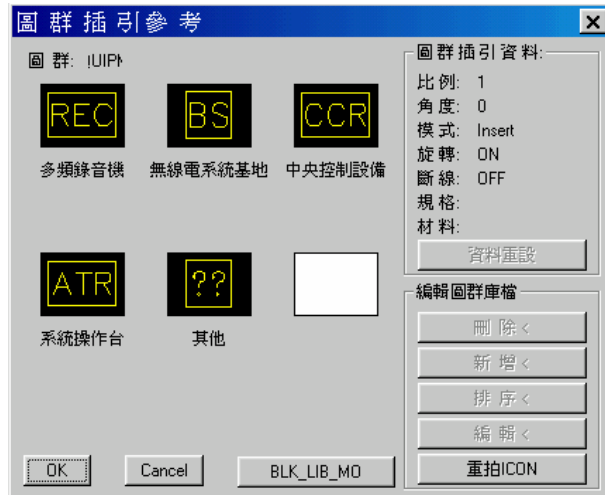 圖群插引參考
圖 群: !UIPN
REC
BS
CCR
多頻錄音機
無線電系統基地
中央控制設備
ATR
??
系統操作台
其他
OK
Cancel
BLK_LIB_MO
圖群插引資料:
比例: 1
角度: 0
模式: Insert
旋轉: ON
斷線: OFF
規格:
材料:
資料重設
編輯圖群庫檔
刪 除 <
新 增 <
排 序 <
編 輯 <
重拍ICON